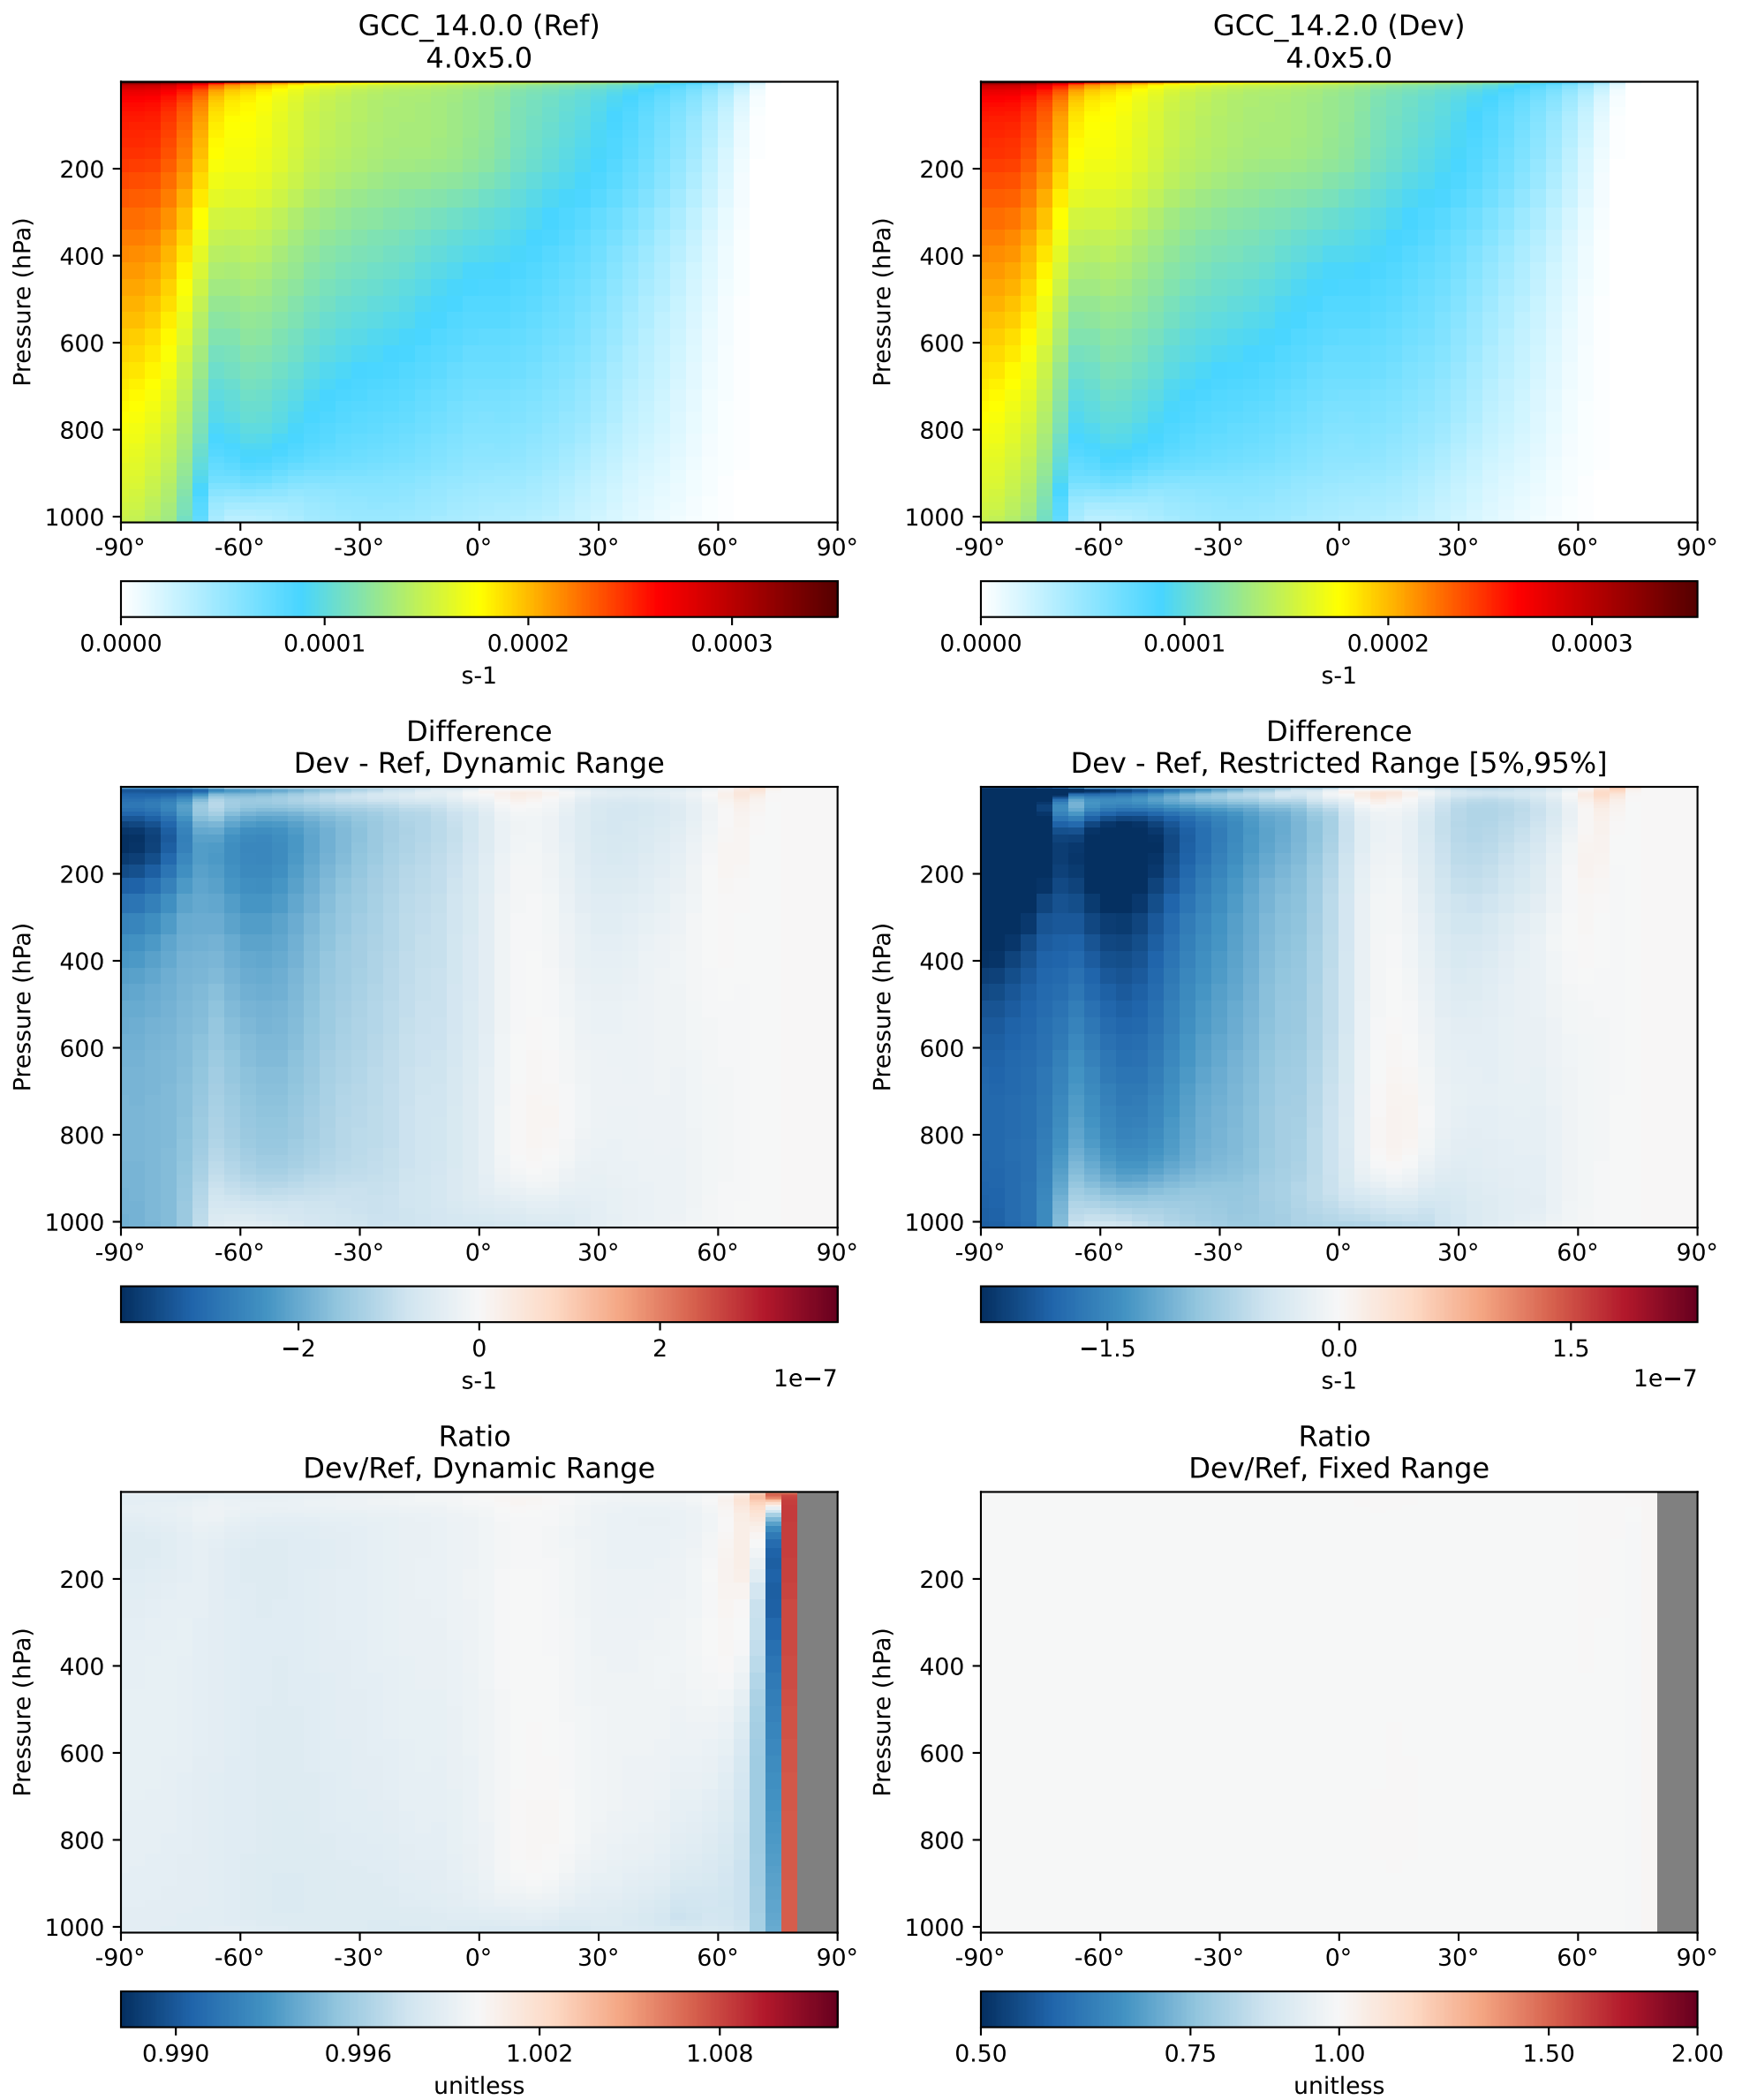 GCC_14.0.0 (Ref)
4.0x5.0
GCC_14.2.0 (Dev)
4.0x5.0
Pressure (hPa)
200
400
600
800
1000
-90° -60° -30° 0° 30° 60° 90°
0.0000 0.0001 0.0002 0.0003
s-1
Pressure (hPa)
200
400
600
800
1000
-90° -60° -30° 0° 30° 60° 90°
0.0000 0.0001 0.0002 0.0003
s-1
Difference
Dev - Ref, Dynamic Range
Pressure (hPa)
200
400
600
800
1000
-90° -60° -30° 0° 30° 60° 90°
−2 0 2
s-1 1e−7
Difference
Dev - Ref, Restricted Range [5%,95%]
Pressure (hPa)
200
400
600
800
1000
-90° -60° -30° 0° 30° 60° 90°
−1.5 0.0 1.5
s-1 1e−7
Ratio
Dev/Ref, Dynamic Range
Pressure (hPa)
200
400
600
800
1000
-90° -60° -30° 0° 30° 60° 90°
0.990 0.996 1.002 1.008
unitless
Ratio
Dev/Ref, Fixed Range
Pressure (hPa)
200
400
600
800
1000
-90° -60° -30° 0° 30° 60° 90°
0.50 0.75 1.00 1.50 2.00
unitless